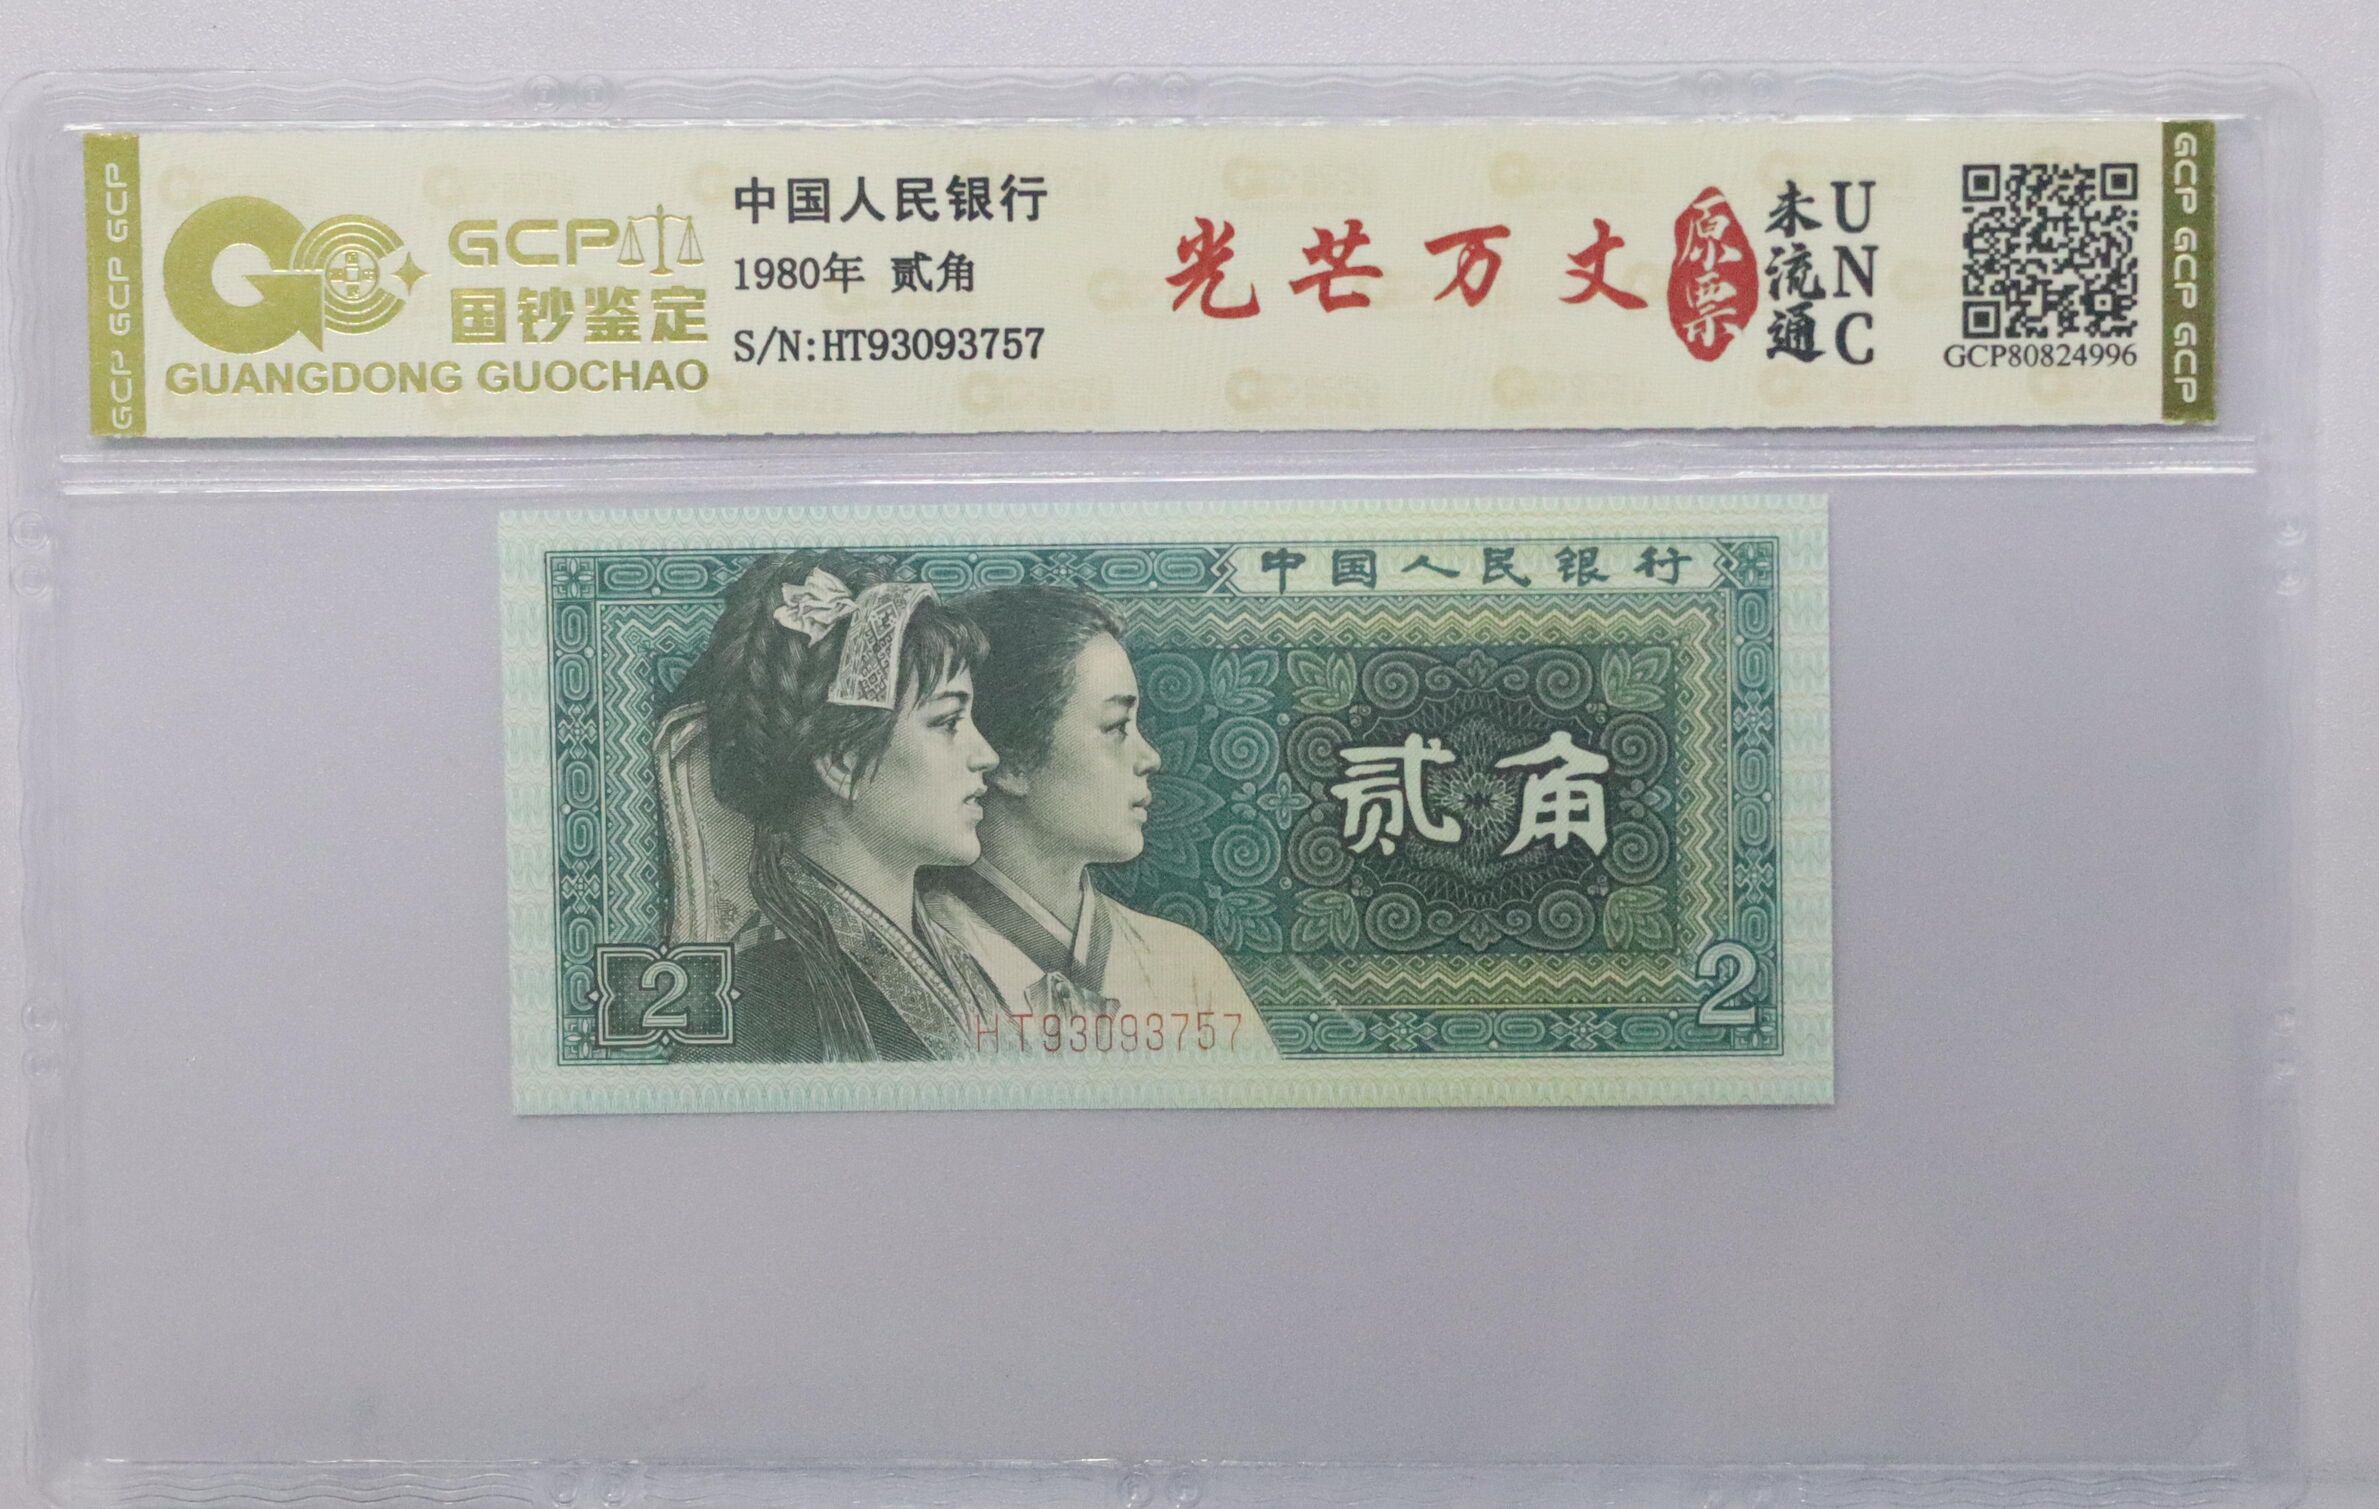 GCP GCP GCP
GCP
国钞鉴定
GUANGDONG GUOCHAO
中国人民银行
1980年 贰角
S/N:HT93093757
光芒万丈
原票
未流通
UNC
GCP80824996
GCP GCP GCP
中国人民银行
贰角
2
2
HT93093757